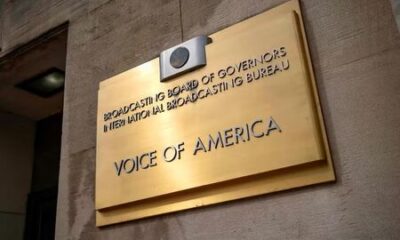 BROADCASTING BOARD OF GOVERNORS
INTERNATIONAL BROADCASTING BUREAU
VOICE OF AMERICA